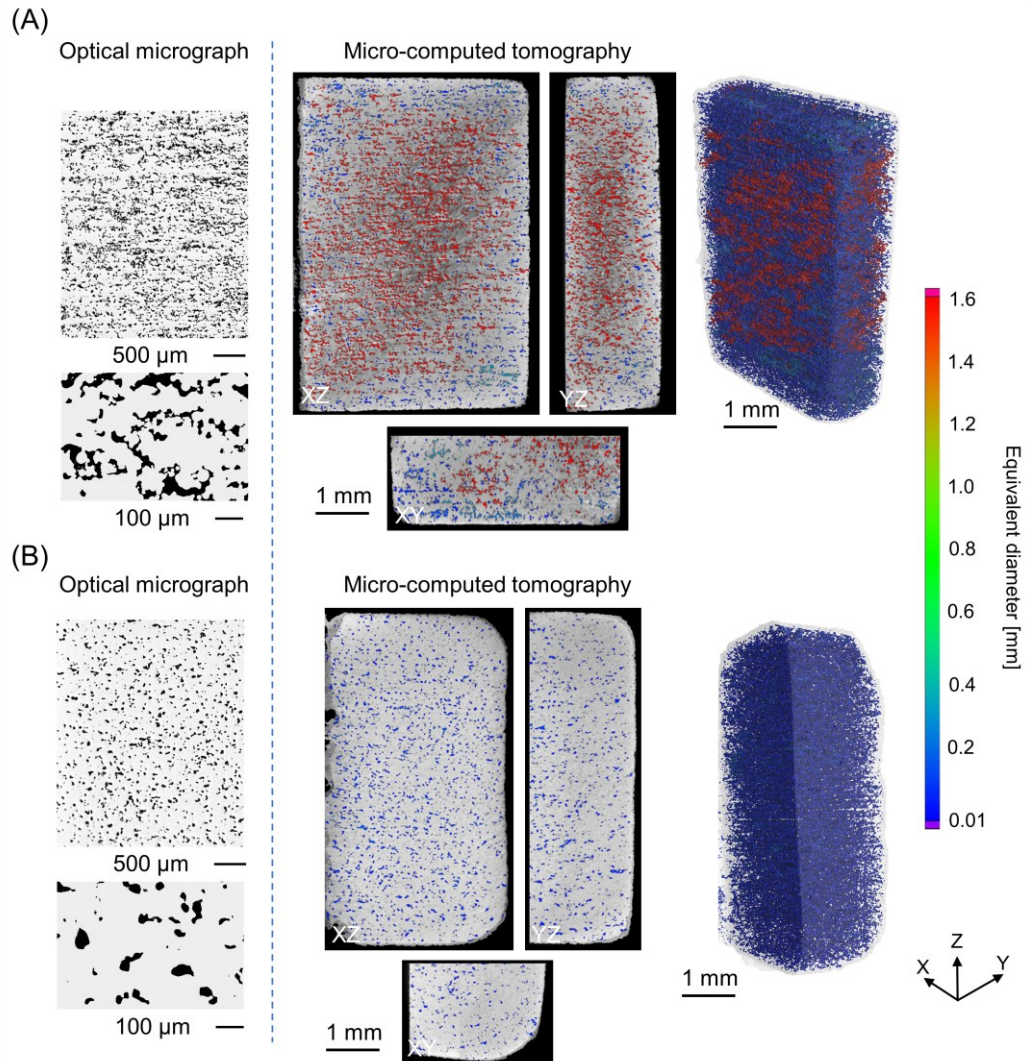 (A)
Optical micrograph
Micro-computed tomography
500 µm
100 µm
XZ
YZ
1 mm
XY
1 mm
1.6
1.4
1.2
1.0
0.8
0.6
0.4
0.2
0.01
Equivalent diameter [mm]
(B)
Optical micrograph
Micro-computed tomography
500 µm
100 µm
XZ
YZ
1 mm
XY
1 mm
X
Z
Y